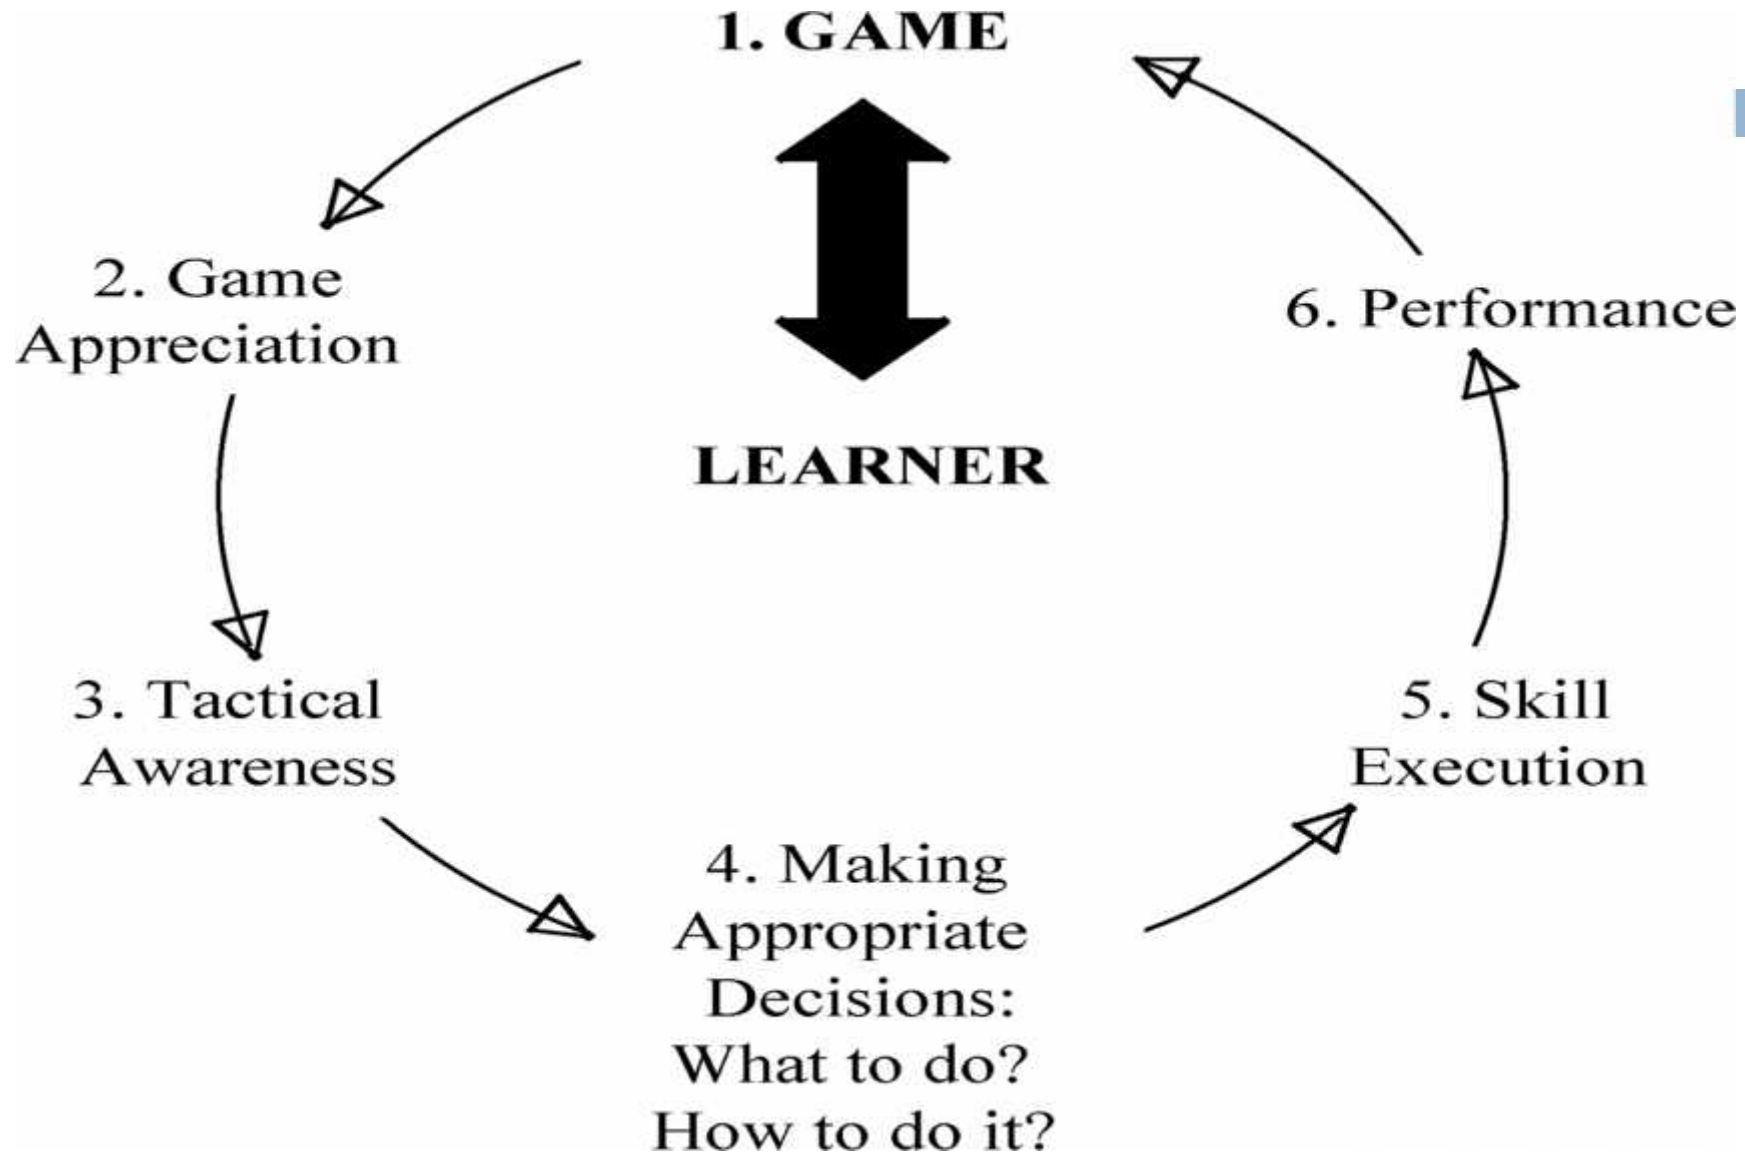 1. GAME
2. Game
Appreciation
3. Tactical
Awareness
4. Making
Appropriate
Decisions:
What to do?
How to do it?
5. Skill
Execution
6. Performance
LEARNER